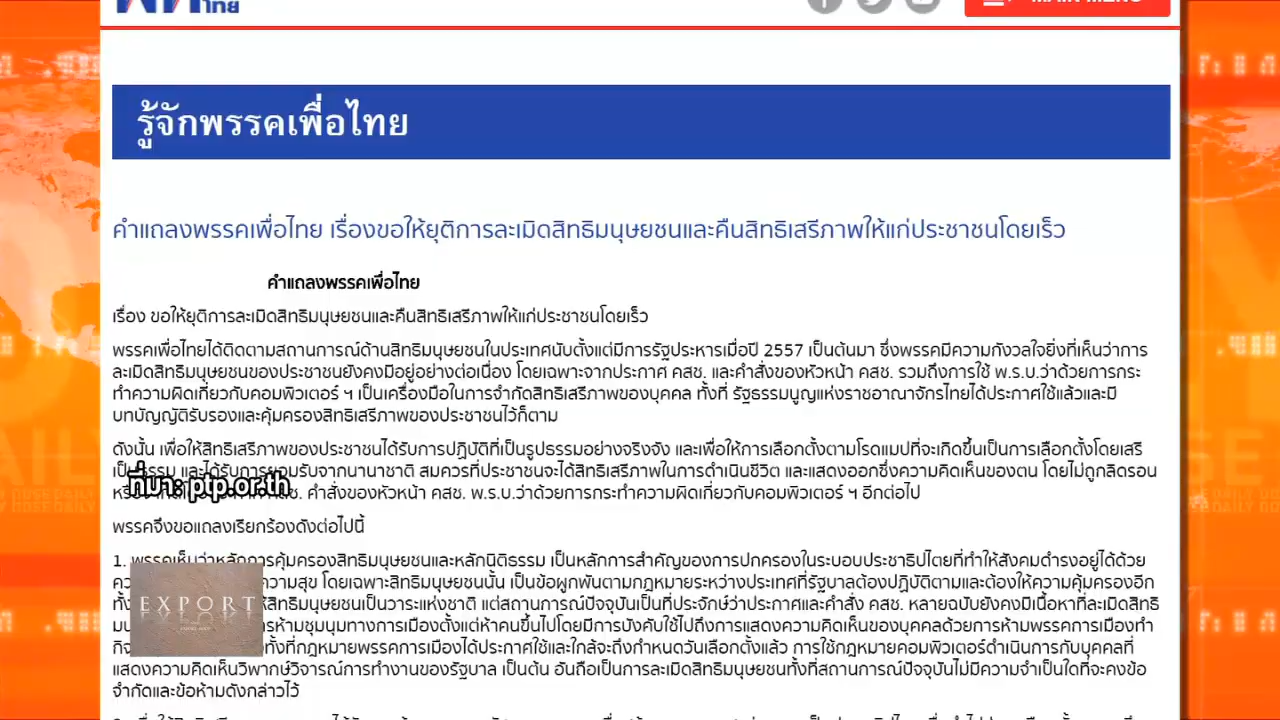 ไทย
MAIN MENU
รู้จักพรรคเพื่อไทย
คำแถลงพรรคเพื่อไทย เรื่องขอให้ยุติการละเมิดสิทธิมนุษยชนและคืนสิทธิเสรีภาพให้แก่ประชาชนโดยเร็ว
คำแถลงพรรคเพื่อไทย
เรื่อง ขอให้ยุติการละเมิดสิทธิมนุษยชนและคืนสิทธิเสรีภาพให้แก่ประชาชนโดยเร็ว
พรรคเพื่อไทยได้ติดตามสถานการณ์ด้านสิทธิมนุษยชนในประเทศนับตั้งแต่มีการรัฐประหารเมื่อปี 2557 เป็นต้นมา ซึ่งพรรคมีความกังวลใจยิ่งที่เห็นว่าการ
ละเมิดสิทธิมนุษยชนของประชาชนยังคงมีอยู่อย่างต่อเนื่อง โดยเฉพาะจากประกาศ คสช. และคำสั่งของหัวหน้า คสช. รวมถึงการใช้ พ.ร.บ.ว่าด้วยการกระ
ทำความผิดเกี่ยวกับคอมพิวเตอร์ ฯ เป็นเครื่องมือในการจำกัดสิทธิเสรีภาพของบุคคล ทั้งที่ รัฐธรรมนูญแห่งราชอาณาจักรไทยได้ประกาศใช้แล้วและมี
บทบัญญัติรับรองและคุ้มครองสิทธิเสรีภาพของประชาชนไว้ก็ตาม
ดังนั้น เพื่อให้สิทธิเสรีภาพของประชาชนได้รับการปฏิบัติที่เป็นรูปธรรมอย่างจริงจัง และเพื่อให้การเลือกตั้งตามโรดแมปที่จะเกิดขึ้นเป็นการเลือกตั้งโดยเสรี
เป็นธรรม และได้รับการยอมรับจากนานาชาติ สมควรที่ประชาชนจะได้สิทธิเสรีภาพในการดำเนินชีวิต และแสดงออกซึ่งความคิดเห็นของตน โดยไม่ถูกลิดรอน
คสช. คำสั่งของหัวหน้า คสช. พ.ร.บ.ว่าด้วยการกระทำความผิดเกี่ยวกับคอมพิวเตอร์ ฯ อีกต่อไป
ที่มา: ptp.or.th
พรรคจึงขอแถลงเรียกร้องดังต่อไปนี้
1. พรรคเห็นว่าหลักการคุ้มครองสิทธิมนุษยชนและหลักนิติธรรม เป็นหลักการสำคัญของการปกครองในระบอบประชาธิปไตยที่ทำให้สังคมดำรงอยู่ได้ด้วย
ความสุข โดยเฉพาะสิทธิมนุษยชนนั้น เป็นข้อผูกพันตามกฎหมายระหว่างประเทศที่รัฐบาลต้องปฏิบัติตามและต้องให้ความคุ้มครองอีก
ทั้ง สิทธิมนุษยชนเป็นวาระแห่งชาติ แต่สถานการณ์ปัจจุบันเป็นที่ประจักษ์ว่าประกาศและคำสั่ง คสช. หลายฉบับยังคงมีเนื้อหาที่ละเมิดสิทธิ
การห้ามชุมนุมทางการเมืองตั้งแต่ห้าคนขึ้นไปโดยมีการบังคับใช้ไปถึงการแสดงความคิดเห็นของบุคคลด้วยการห้ามพรรคการเมืองทำ
กิจ ทั้งที่กฎหมายพรรคการเมืองได้ประกาศใช้และใกล้จะถึงกำหนดวันเลือกตั้งแล้ว การใช้กฎหมายคอมพิวเตอร์ดำเนินการกับบุคคลที่
แสดงความคิดเห็นวิพากษ์วิจารณ์การทำงานของรัฐบาล เป็นต้น อันถือเป็นการละเมิดสิทธิมนุษยชนทั้งที่สถานการณ์ปัจจุบันไม่มีความจำเป็นใดที่จะคงข้อ
จำกัดและข้อห้ามดังกล่าวไว้
EXPORT